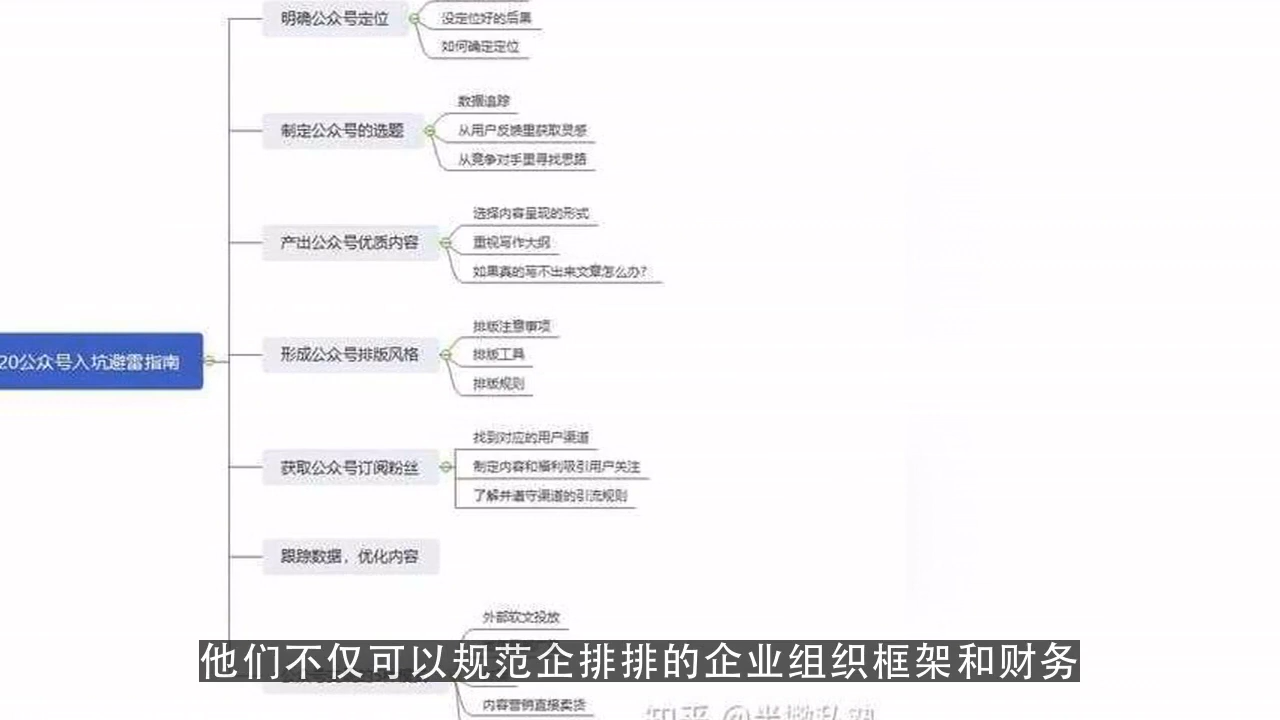 明确公众号定位
没定位好的后果
如何确定定位
数据追踪
制定公众号的选题
从用户反馈里获取灵感
从竞争对手里寻找思路
选择内容呈现的形式
产出公众号优质内容
重视写作大纲
如果真的写不出来文章怎么办?
排版注意事项
形成公众号排版风格
排版工具
排版规则
20公众号入坑避雷指南
找到对应的用户渠道
获取公众号订阅粉丝
制定内容和福利吸引用户关注
了解并遵守渠道的引流规则
跟踪数据，优化内容
外部软文投放
他们不仅可以规范企排排的企业组织框架和财务
内容营销直接卖货
知乎